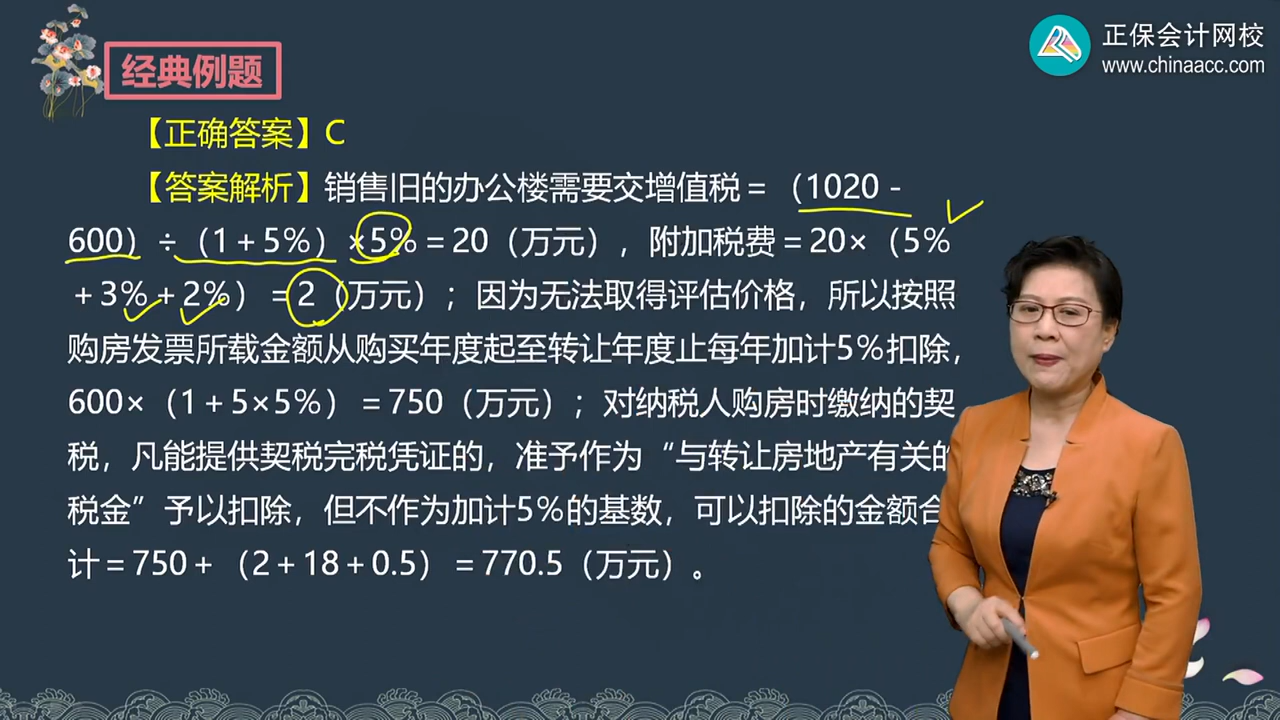 经典例题
正保会计网校
www.chinaacc.com
【正确答案】C
【答案解析】销售旧的办公楼需要交增值税＝（1020－
600）÷（1＋5%）×5%＝20（万元），附加税费＝20×（5%
＋3%＋2%）＝2（万元）；因为无法取得评估价格，所以按照
购房发票所载金额从购买年度起至转让年度止每年加计5%扣除，
600×（1＋5×5%）＝750（万元）；对纳税人购房时缴纳的契
税，凡能提供契税完税凭证的，准予作为“与转让房地产有关的
税金”予以扣除，但不作为加计5%的基数，可以扣除的金额合
计＝750＋（2＋18＋0.5）＝770.5（万元）。